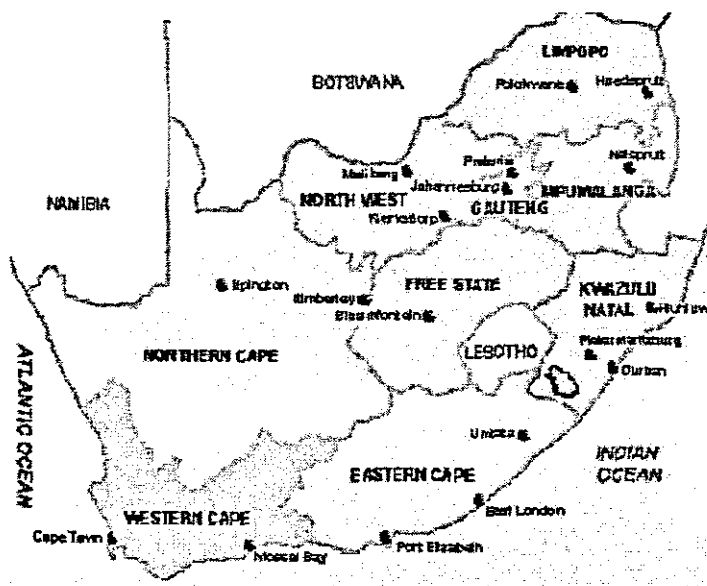 LIMPOPO
BOTSWANA
Polokwane
Hoedspruit
Nelspruit
Mafikeng
Pretoria
Johannesburg
MPUMALANGA
NAMIBIA
NORTH WEST
GAUTENG
Klerksdorp
Upington
Kimberley
FREE STATE
KWAZULU
NATAL
Bloemfontein
LESOTHO
Pietermaritzburg
NORTHERN CAPE
Durban
ATLANTIC OCEAN
Umtata
INDIAN
OCEAN
EASTERN CAPE
East London
WESTERN CAPE
Cape Town
Mossel Bay
Port Elizabeth